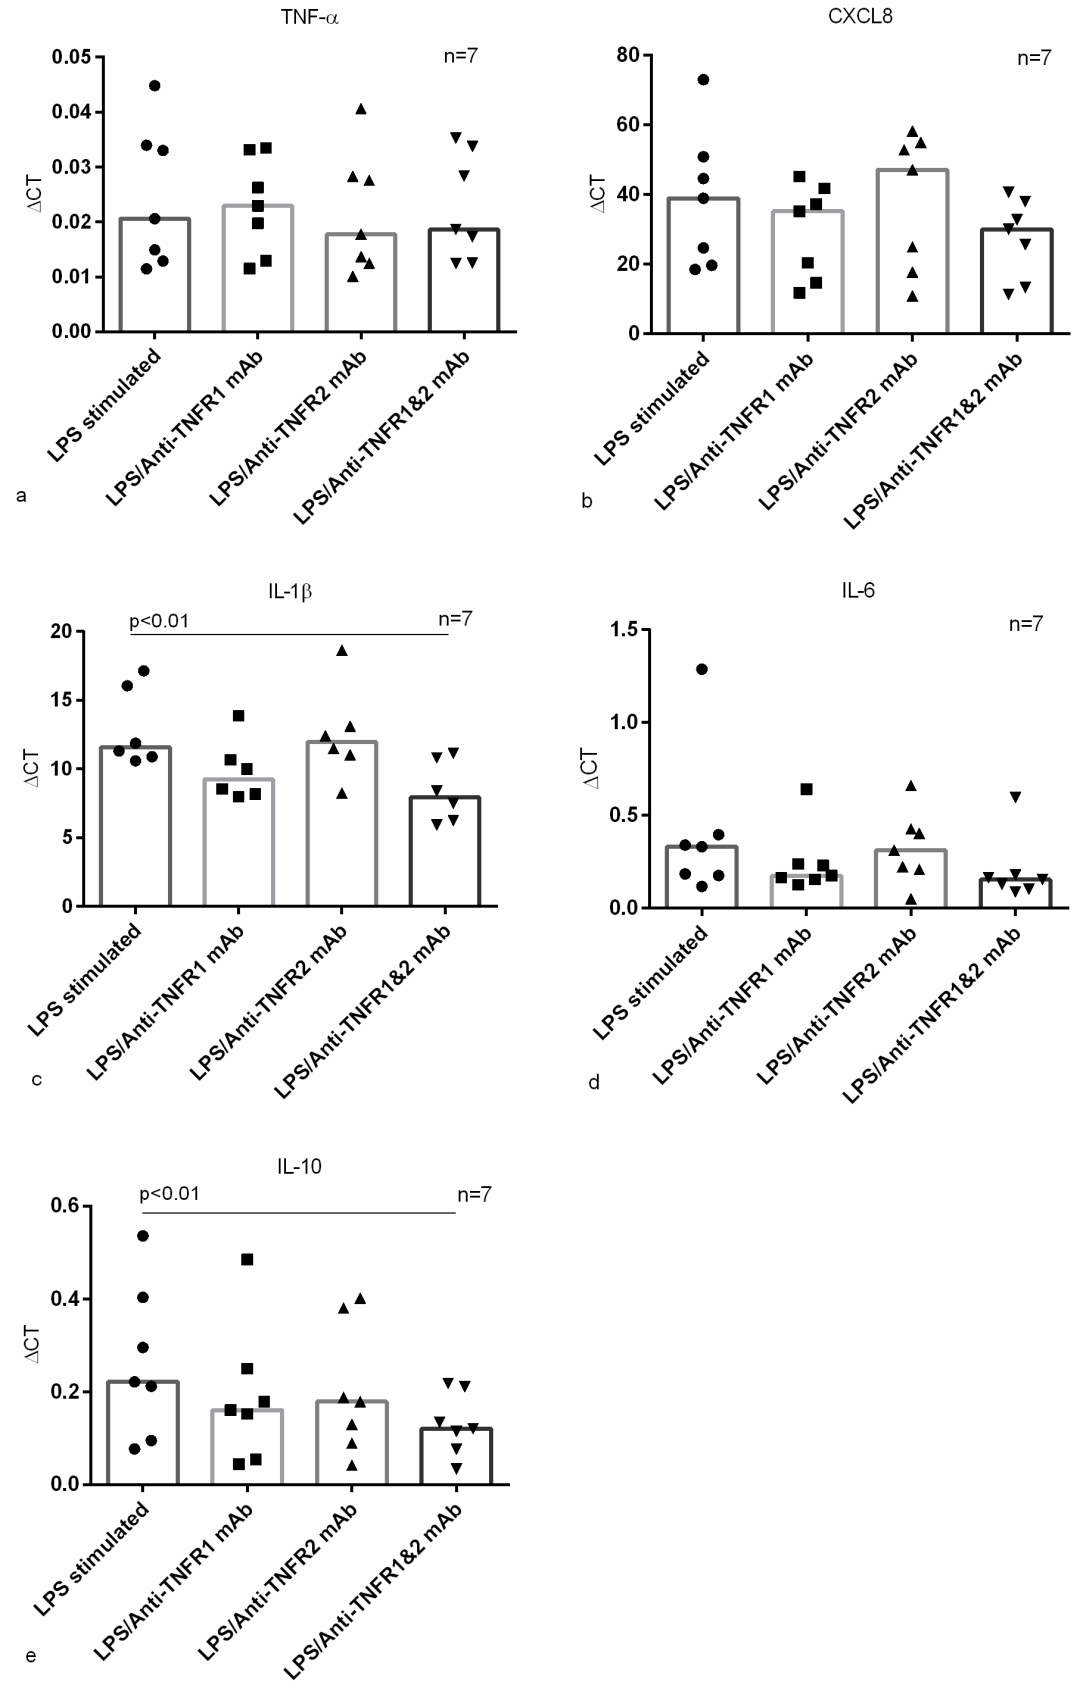 TNF-α
n=7
0.05
0.04
0.03
0.02
0.01
0.00
ΔCT
LPS stimulated
LPS/Anti-TNFR1 mAb
LPS/Anti-TNFR2 mAb
LPS/Anti-TNFR1&2 mAb
a
CXCL8
n=7
80
60
40
20
0
ΔCT
LPS stimulated
LPS/Anti-TNFR1 mAb
LPS/Anti-TNFR2 mAb
LPS/Anti-TNFR1&2 mAb
b
IL-1β
p<0.01
n=7
20
15
10
5
0
ΔCT
LPS stimulated
LPS/Anti-TNFR1 mAb
LPS/Anti-TNFR2 mAb
LPS/Anti-TNFR1&2 mAb
c
IL-6
n=7
1.5
1.0
0.5
0.0
ΔCT
LPS stimulated
LPS/Anti-TNFR1 mAb
LPS/Anti-TNFR2 mAb
LPS/Anti-TNFR1&2 mAb
d
IL-10
p<0.01
n=7
0.6
0.4
0.2
0.0
ΔCT
LPS stimulated
LPS/Anti-TNFR1 mAb
LPS/Anti-TNFR2 mAb
LPS/Anti-TNFR1&2 mAb
e